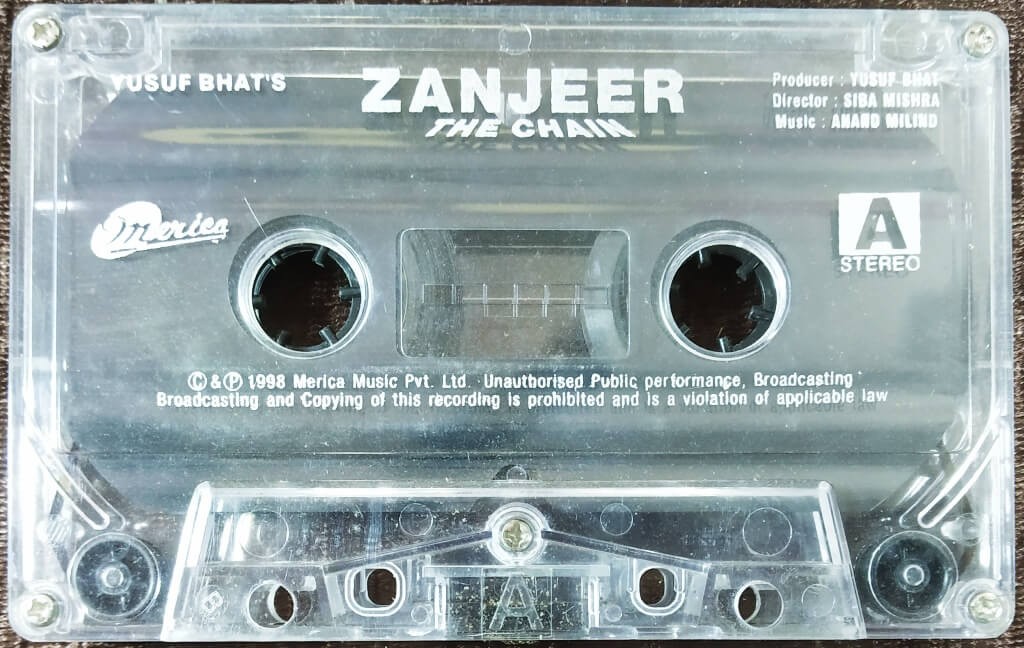 YUSUF BHAT'S
ZANJEER
THE CHAIN
Producer : YUSUF BHAT
Director : SIBA MISHRA
Music : ANAND MILIND
Merica
A
STEREO
©&℗ 1998 Merica Music Pvt. Ltd. Unauthorised Public performance, Broadcasting
Broadcasting and Copying of this recording is prohibited and is a violation of applicable law
A